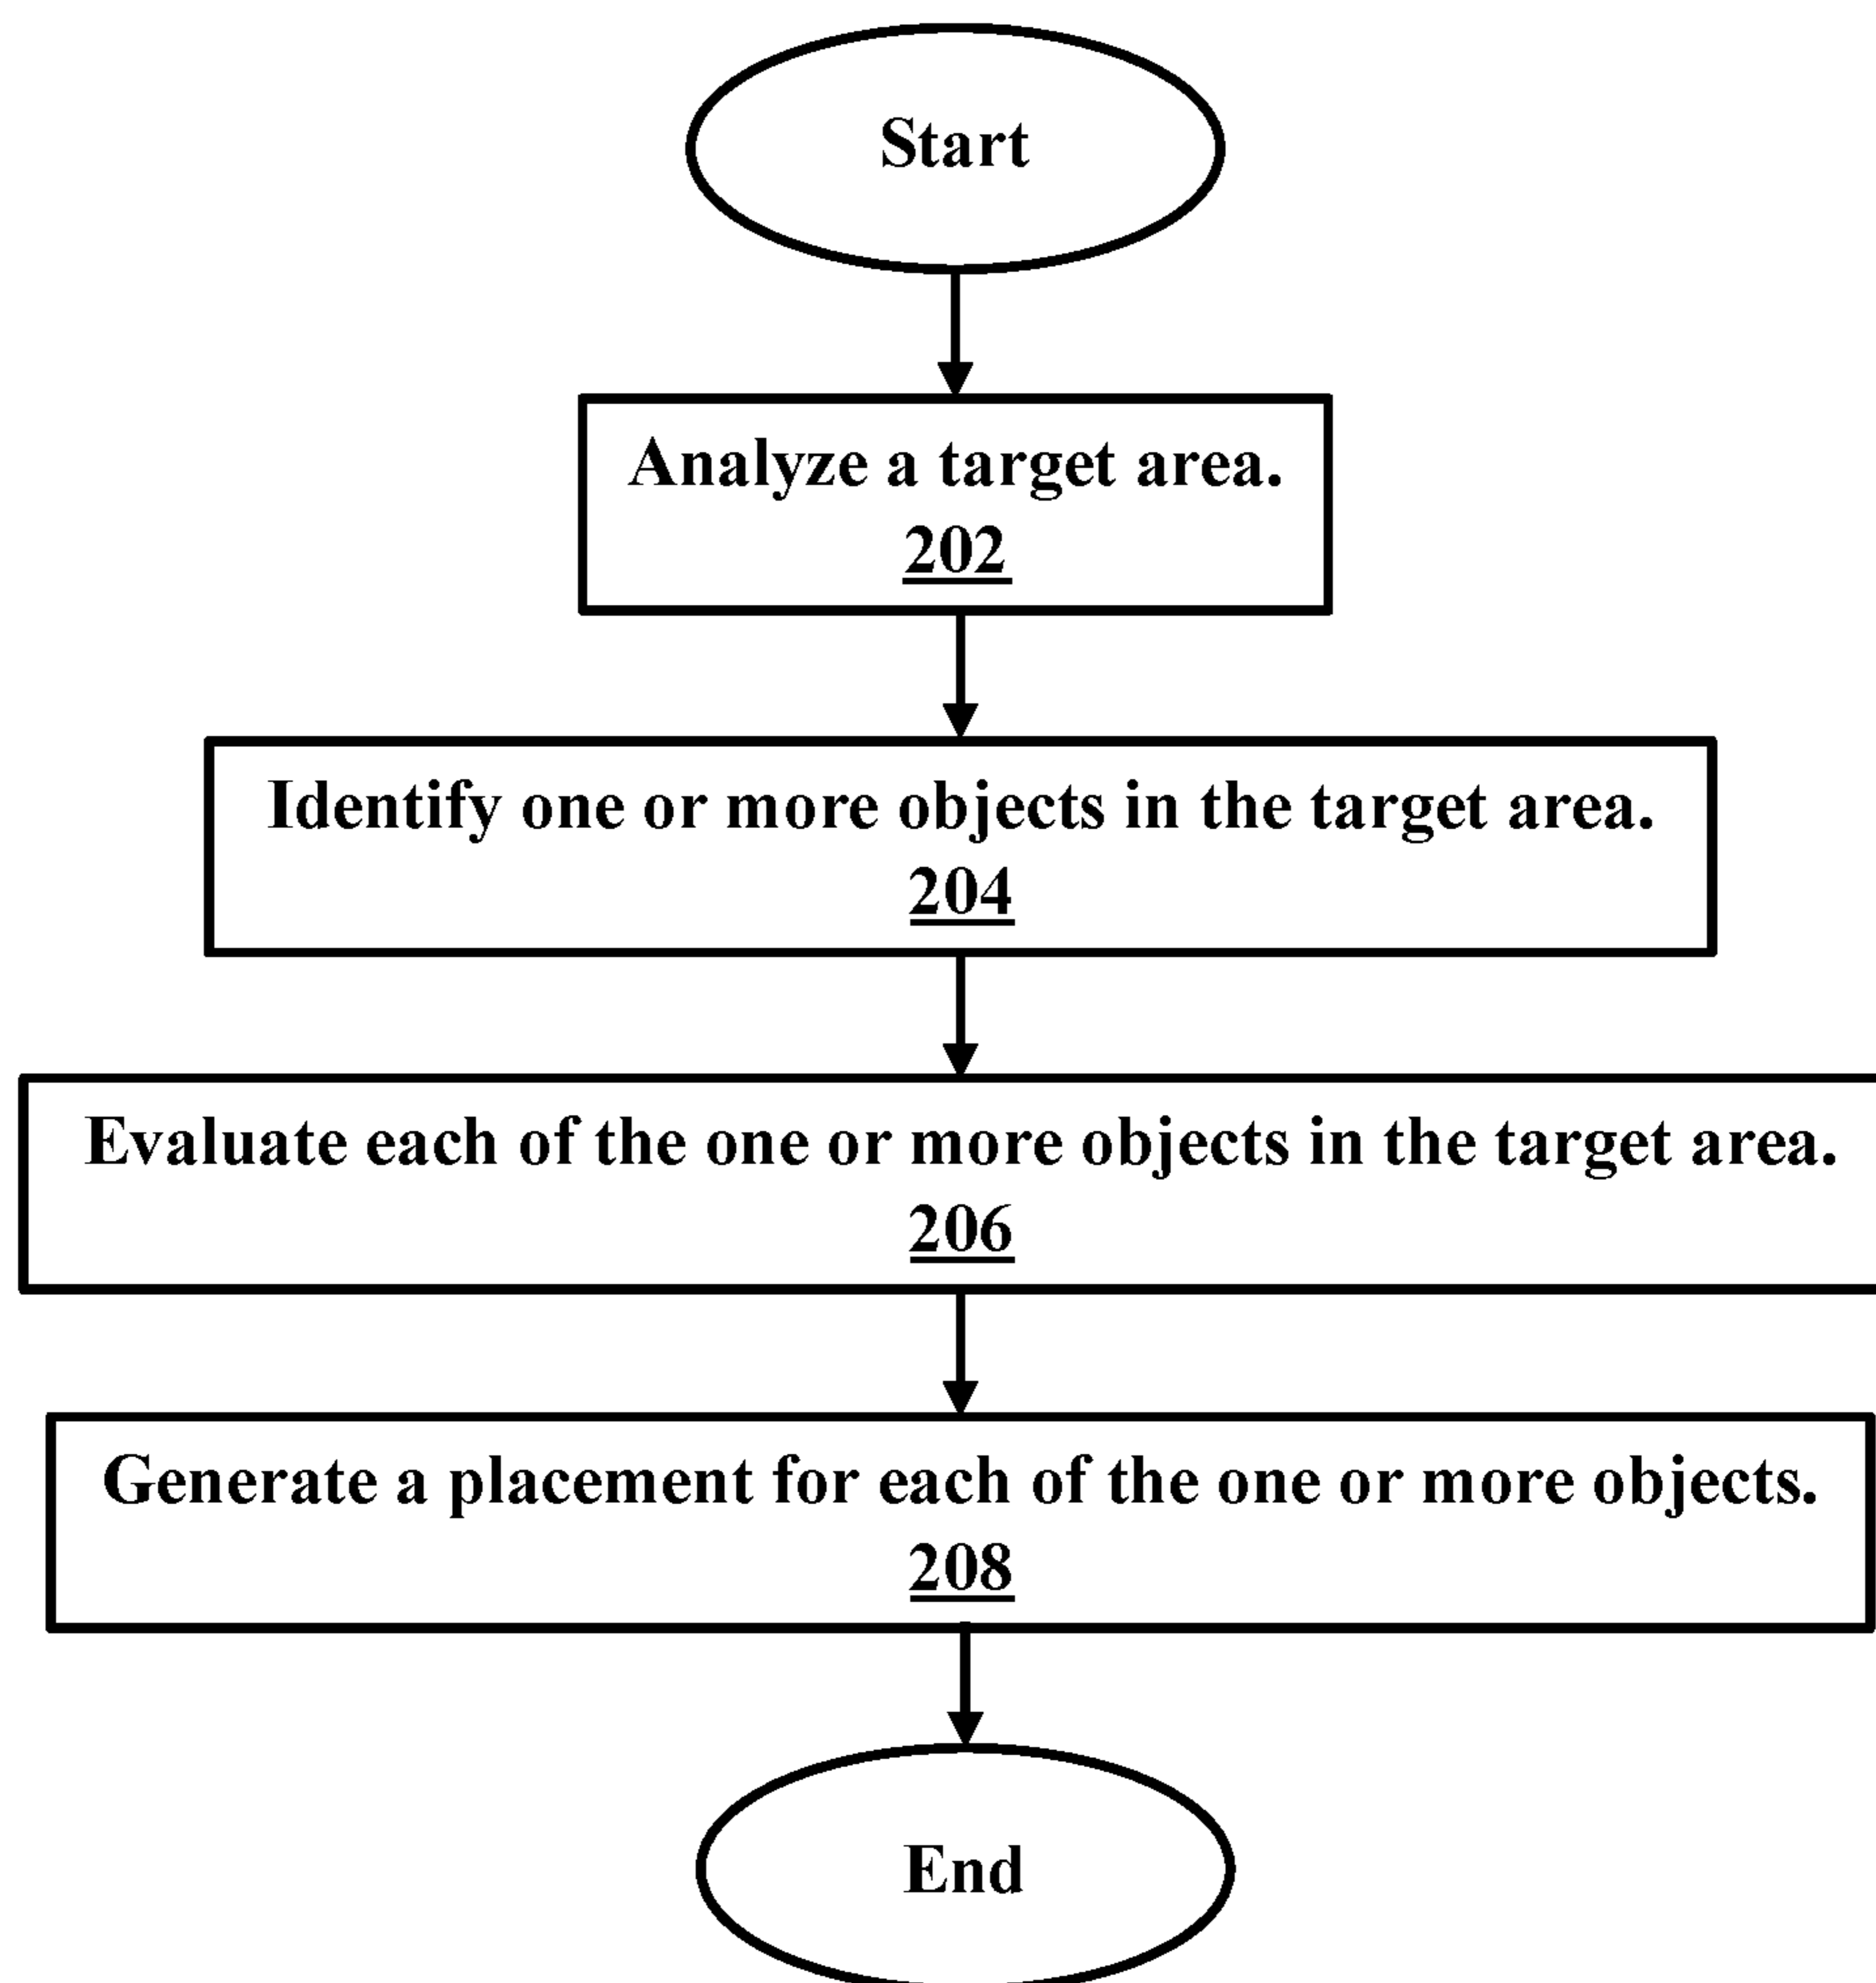 Start
Analyze a target area.
202
Identify one or more objects in the target area.
204
Evaluate each of the one or more objects in the target area.
206
Generate a placement for each of the one or more objects.
208
End